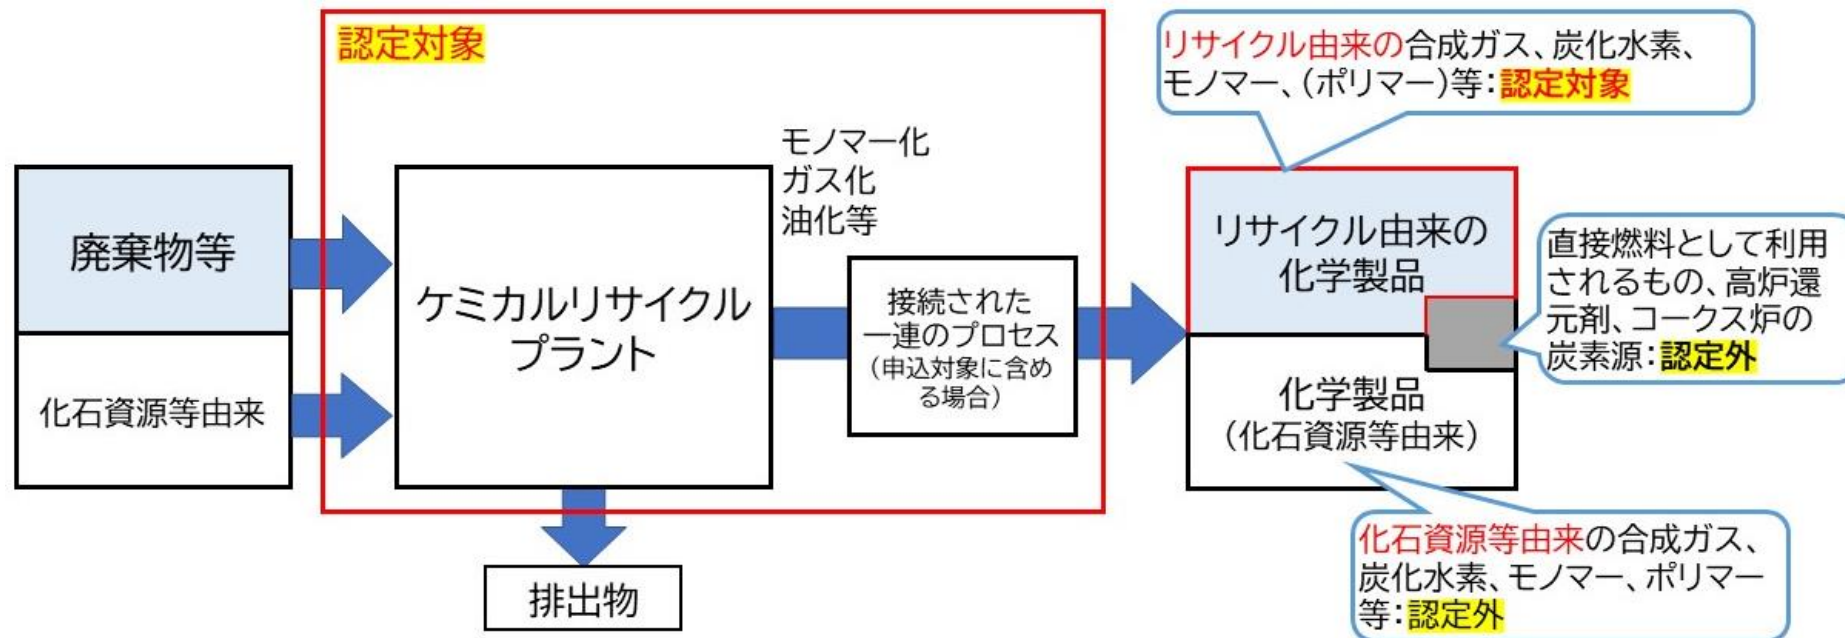 認定対象
廃棄物等
化石資源等由来
ケミカルリサイクル
プラント
モノマー化
ガス化
油化等
接続された
一連のプロセス
（申込対象に含め
る場合）
排出物
リサイクル由来の合成ガス、炭化水素、
モノマー、（ポリマー）等：認定対象
リサイクル由来の
化学製品
直接燃料として利用
されるもの、高炉還
元剤、コークス炉の
炭素源：認定外
化学製品
（化石資源等由来）
化石資源等由来の合成ガス、
炭化水素、モノマー、ポリマー
等：認定外